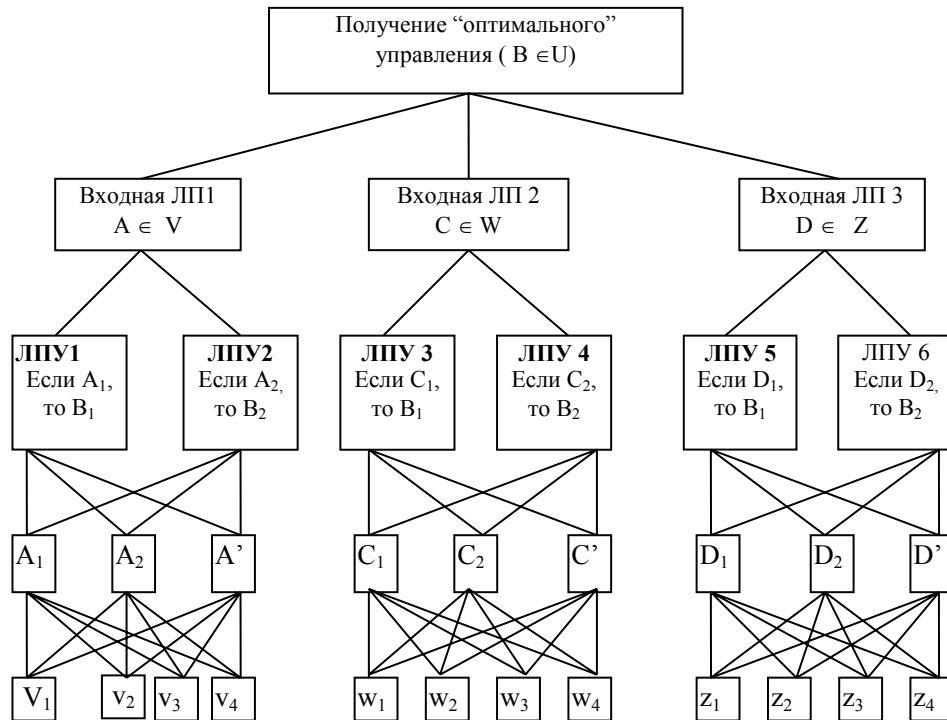 Получение “оптимального”
управления ( B ∈U)
Входная ЛП1
A ∈ V
Входная ЛП 2
C ∈ W
Входная ЛП 3
D ∈ Z
ЛПУ1
Если A₁,
то B₁
ЛПУ2
Если A₂,
то B₂
ЛПУ 3
Если C₁,
то B₁
ЛПУ 4
Если C₂,
то B₂
ЛПУ 5
Если D₁,
то B₁
ЛПУ 6
Если D₂,
то B₂
A₁ A₂ A’ C₁ C₂ C’ D₁ D₂ D’
V₁ v₂ v₃ v₄ w₁ w₂ w₃ w₄ z₁ z₂ z₃ z₄